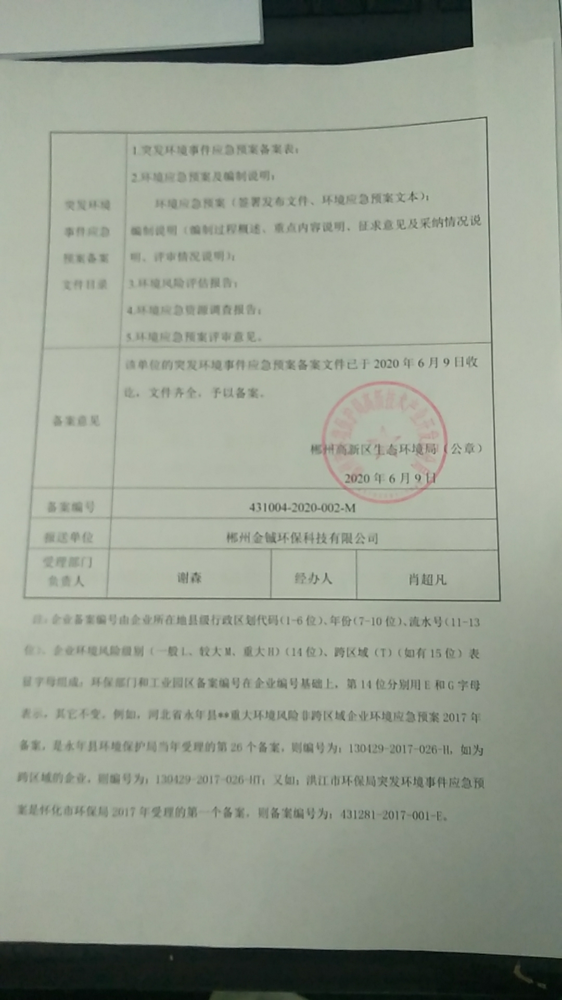 突发环境
事件应急
预案备案
文件目录
1.突发环境事件应急预案备案表;
2.环境应急预案及编制说明;
环境应急预案（签署发布文件、环境应急预案文本）;
编制说明（编制过程概述、重点内容说明、征求意见及采纳情况说
明、评审情况说明）;
3.环境风险评估报告;
4.环境应急资源调查报告;
5.环境应急预案评审意见。
备案意见
该单位的突发环境事件应急预案备案文件已于 2020 年 6 月 9 日收
讫，文件齐全，予以备案。
郴州高新区生态环境局（公章）
2020 年 6 月 9 日
备案编号
431004-2020-002-M
报送单位
郴州金铖环保科技有限公司
受理部门
负责人
谢森
经办人
肖超凡
注：企业备案编号由企业所在地县级行政区划代码(1-6 位)、年份(7-10 位)、流水号(11-13
位)、企业环境风险级别（一般 L、较大 M、重大 H）(14 位)、跨区域（T）(如有 15 位）表
征字母组成；环保部门和工业园区备案编号在企业编号基础上，第 14 位分别用 E 和 G 字母
表示，其它不变。例如，河北省永年县**重大环境风险非跨区域企业环境应急预案 2017 年
备案，是永年县环境保护局当年受理的第 26 个备案，则编号为：130429-2017-026-H，如为
跨区域的企业，则编号为：130429-2017-026-HT；又如：洪江市环保局突发环境事件应急预
案是怀化市环保局 2017 年受理的第一个备案，则备案编号为：431281-2017-001-E。